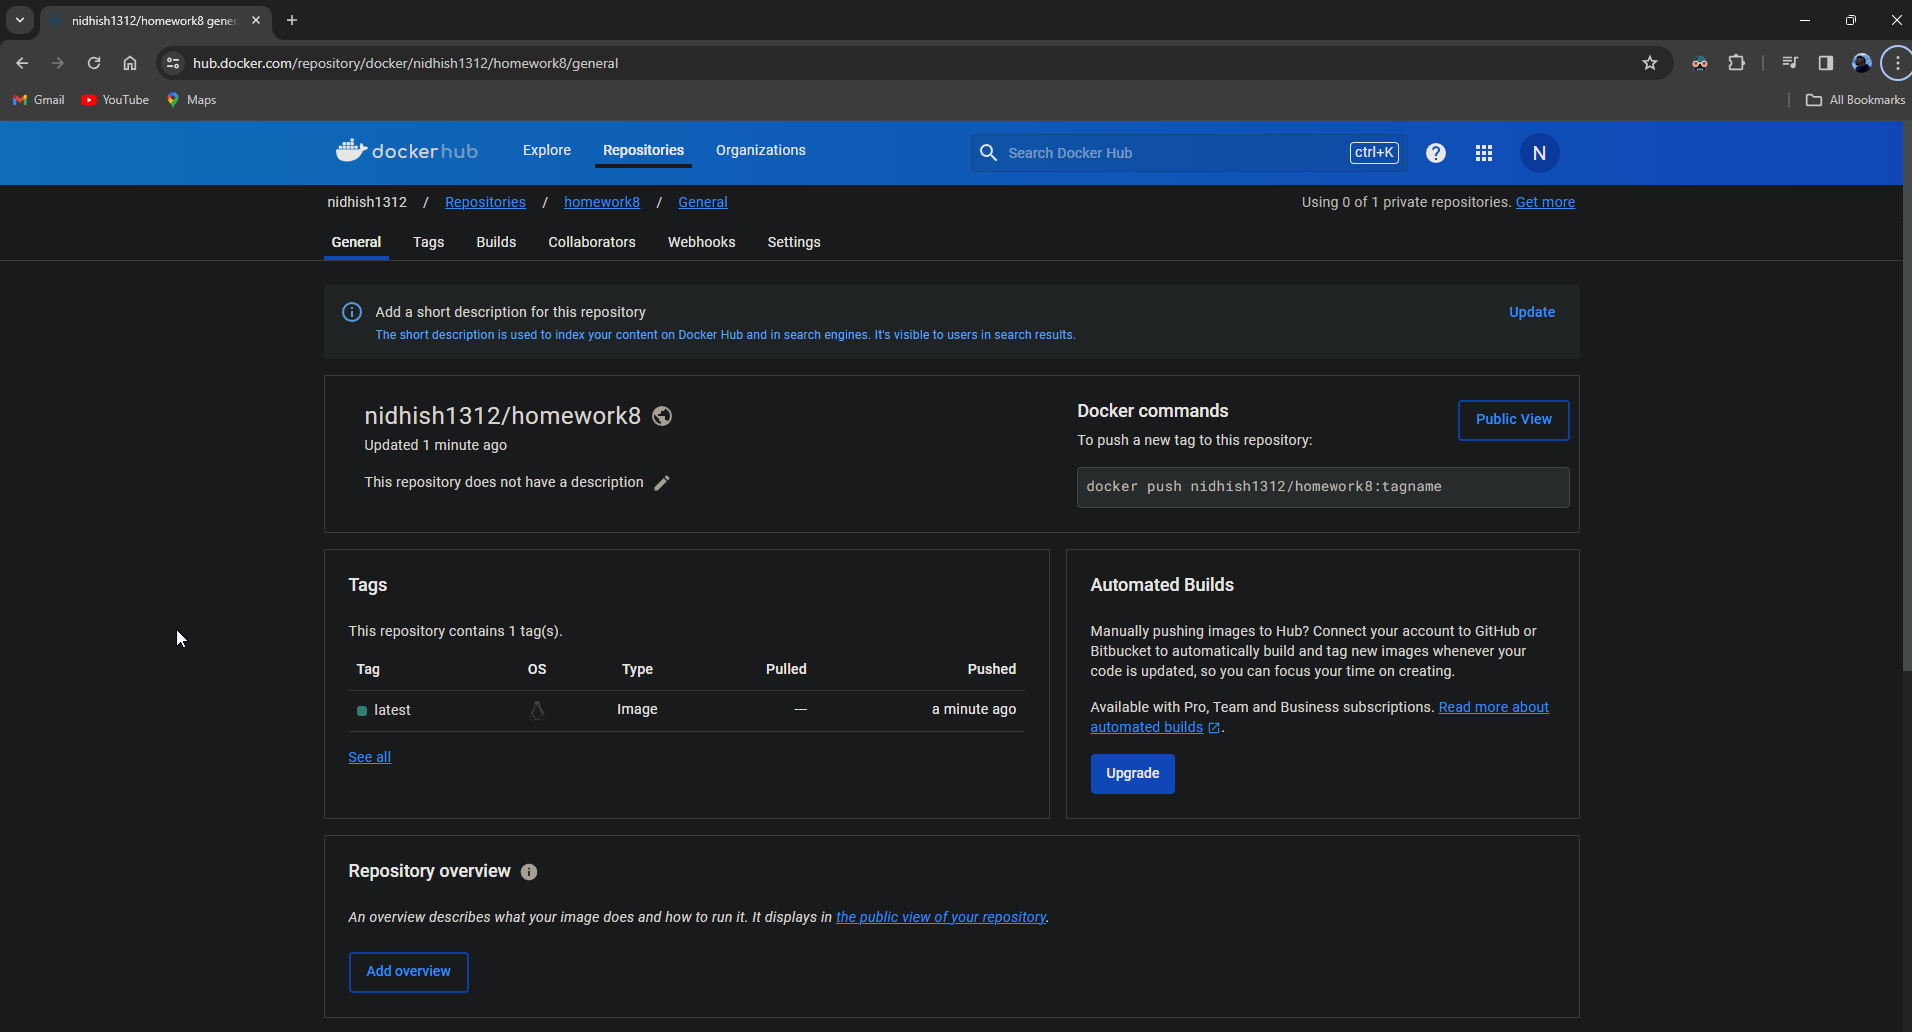 nidhish1312/homework8 gener
hub.docker.com/repository/docker/nidhish1312/homework8/general
Gmail YouTube Maps All Bookmarks
dockerhub Explore Repositories Organizations Search Docker Hub ctrl+K ? N
nidhish1312 / Repositories / homework8 / General Using 0 of 1 private repositories. Get more
General Tags Builds Collaborators Webhooks Settings
Add a short description for this repository Update
The short description is used to index your content on Docker Hub and in search engines. It's visible to users in search results.
nidhish1312/homework8
Updated 1 minute ago
This repository does not have a description
Docker commands
Public View
To push a new tag to this repository:
docker push nidhish1312/homework8:tagname
Tags
This repository contains 1 tag(s).
Tag OS Type Pulled Pushed
latest Image --- a minute ago
See all
Automated Builds
Manually pushing images to Hub? Connect your account to GitHub or
Bitbucket to automatically build and tag new images whenever your
code is updated, so you can focus your time on creating.
Available with Pro, Team and Business subscriptions. Read more about
automated builds .
Upgrade
Repository overview
An overview describes what your image does and how to run it. It displays in the public view of your repository.
Add overview